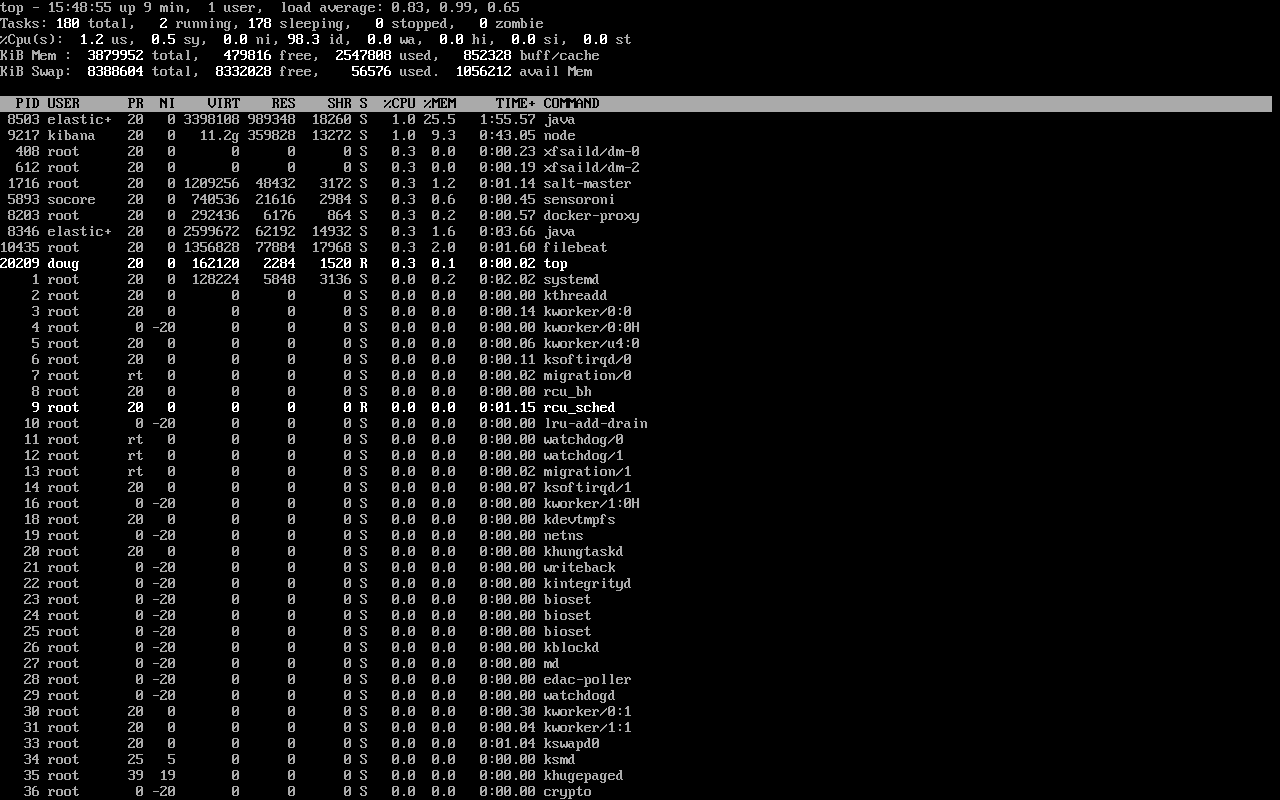 top - 15:48:55 up 9 min,  1 user,  load average: 0.83, 0.99, 0.65
Tasks: 180 total,   2 running, 178 sleeping,   0 stopped,   0 zombie
%Cpu(s):  1.2 us,  0.5 sy,  0.0 ni, 98.3 id,  0.0 wa,  0.0 hi,  0.0 si,  0.0 st
KiB Mem :  3879952 total,   479816 free,  2547808 used,   852328 buff/cache
KiB Swap:  8388604 total,  8332028 free,    56576 used.  1056212 avail Mem

  PID USER      PR  NI    VIRT    RES    SHR S  %CPU %MEM     TIME+ COMMAND
 8503 elastic+  20   0 3398108 989348  18260 S   1.0 25.5   1:55.57 java
 9217 kibana    20   0   11.2g 359828  13272 S   1.0  9.3   0:43.05 node
  408 root      20   0       0      0      0 S   0.3  0.0   0:00.23 xfsaild/dm-0
  612 root      20   0       0      0      0 S   0.3  0.0   0:00.19 xfsaild/dm-2
 1716 root      20   0 1209256  48432   3172 S   0.3  1.2   0:01.14 salt-master
 5893 socore    20   0  740536  21616   2984 S   0.3  0.6   0:00.45 sensoroni
 8203 root      20   0  292436   6176    864 S   0.3  0.2   0:00.57 docker-proxy
 8346 elastic+  20   0 2599672  62192  14932 S   0.3  1.6   0:03.66 java
10435 root      20   0 1356828  77884  17968 S   0.3  2.0   0:01.60 filebeat
20209 doug      20   0  162120   2284   1520 R   0.3  0.1   0:00.02 top
    1 root      20   0  128224   5848   3136 S   0.0  0.2   0:02.02 systemd
    2 root      20   0       0      0      0 S   0.0  0.0   0:00.00 kthreadd
    3 root      20   0       0      0      0 S   0.0  0.0   0:00.14 kworker/0:0
    4 root       0 -20       0      0      0 S   0.0  0.0   0:00.00 kworker/0:0H
    5 root      20   0       0      0      0 S   0.0  0.0   0:00.06 kworker/u4:0
    6 root      20   0       0      0      0 S   0.0  0.0   0:00.11 ksoftirqd/0
    7 root      rt   0       0      0      0 S   0.0  0.0   0:00.02 migration/0
    8 root      20   0       0      0      0 S   0.0  0.0   0:00.00 rcu_bh
    9 root      20   0       0      0      0 R   0.0  0.0   0:01.15 rcu_sched
   10 root       0 -20       0      0      0 S   0.0  0.0   0:00.00 lru-add-drain
   11 root      rt   0       0      0      0 S   0.0  0.0   0:00.00 watchdog/0
   12 root      rt   0       0      0      0 S   0.0  0.0   0:00.00 watchdog/1
   13 root      rt   0       0      0      0 S   0.0  0.0   0:00.02 migration/1
   14 root      20   0       0      0      0 S   0.0  0.0   0:00.07 ksoftirqd/1
   16 root       0 -20       0      0      0 S   0.0  0.0   0:00.00 kworker/1:0H
   18 root      20   0       0      0      0 S   0.0  0.0   0:00.00 kdevtmpfs
   19 root       0 -20       0      0      0 S   0.0  0.0   0:00.00 netns
   20 root      20   0       0      0      0 S   0.0  0.0   0:00.00 khungtaskd
   21 root       0 -20       0      0      0 S   0.0  0.0   0:00.00 writeback
   22 root       0 -20       0      0      0 S   0.0  0.0   0:00.00 kintegrityd
   23 root       0 -20       0      0      0 S   0.0  0.0   0:00.00 bioset
   24 root       0 -20       0      0      0 S   0.0  0.0   0:00.00 bioset
   25 root       0 -20       0      0      0 S   0.0  0.0   0:00.00 bioset
   26 root       0 -20       0      0      0 S   0.0  0.0   0:00.00 kblockd
   27 root       0 -20       0      0      0 S   0.0  0.0   0:00.00 md
   28 root       0 -20       0      0      0 S   0.0  0.0   0:00.00 edac-poller
   29 root       0 -20       0      0      0 S   0.0  0.0   0:00.00 watchdogd
   30 root      20   0       0      0      0 S   0.0  0.0   0:00.30 kworker/0:1
   31 root      20   0       0      0      0 S   0.0  0.0   0:00.04 kworker/1:1
   33 root      20   0       0      0      0 S   0.0  0.0   0:01.04 kswapd0
   34 root      25   5       0      0      0 S   0.0  0.0   0:00.00 ksmd
   35 root      39  19       0      0      0 S   0.0  0.0   0:00.00 khugepaged
   36 root       0 -20       0      0      0 S   0.0  0.0   0:00.00 crypto